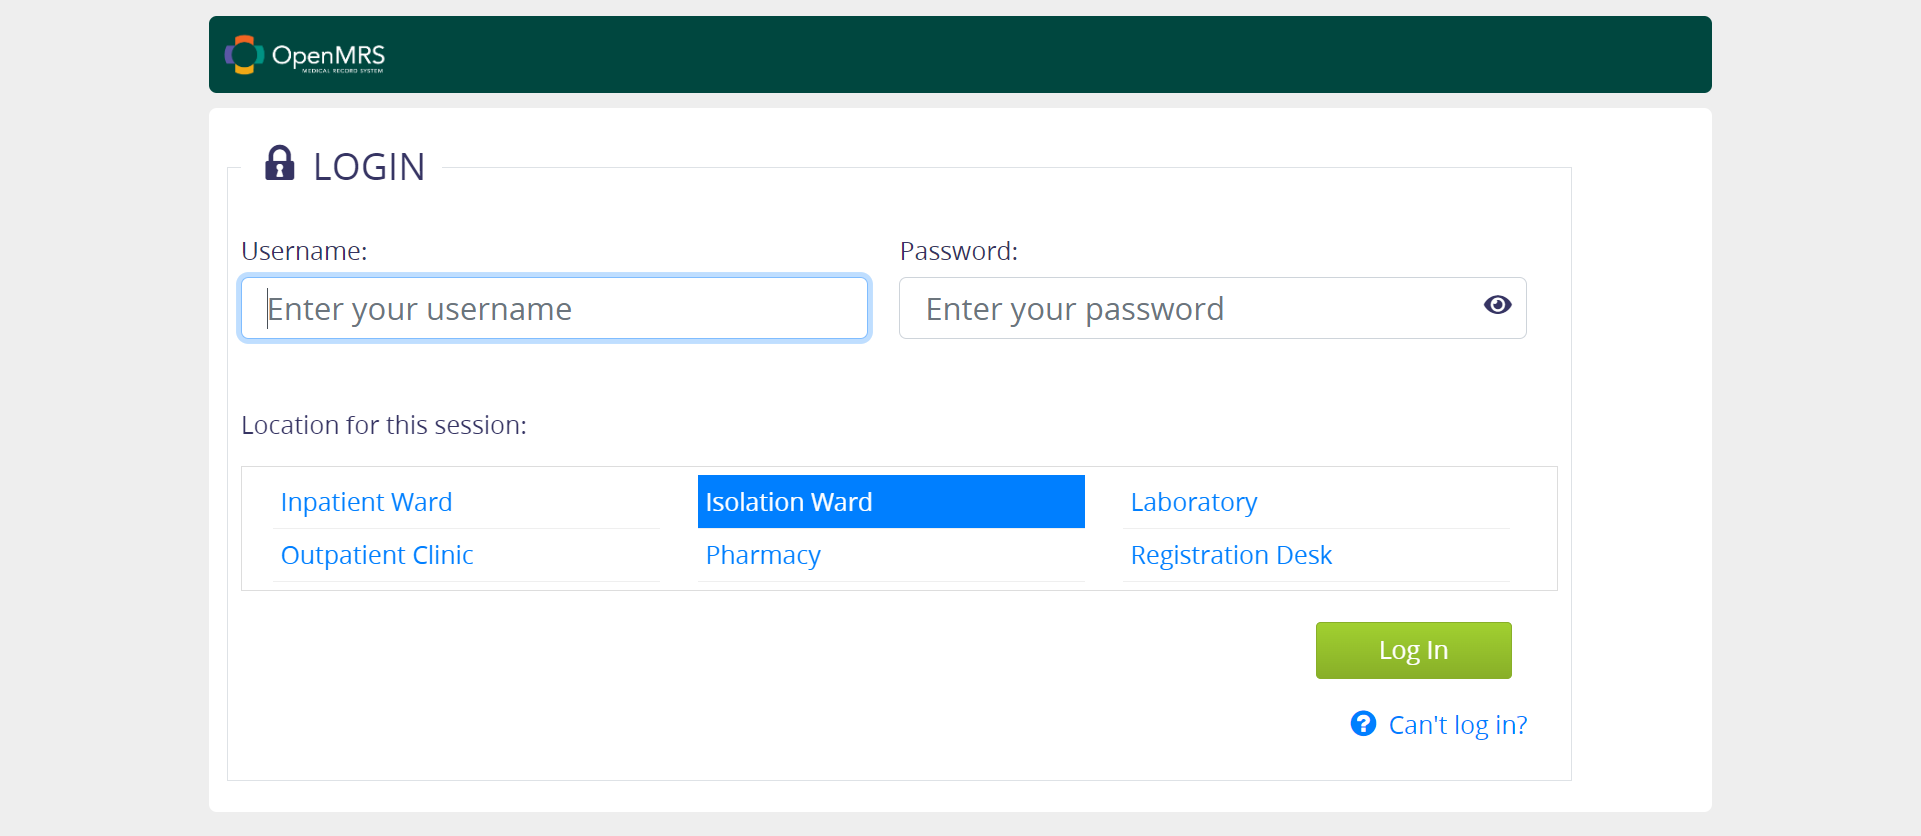 OpenMRS
MEDICAL RECORD SYSTEM
LOGIN
Username:
Password:
Enter your username
Enter your password
Location for this session:
Inpatient Ward
Isolation Ward
Laboratory
Outpatient Clinic
Pharmacy
Registration Desk
Log In
? Can't log in?